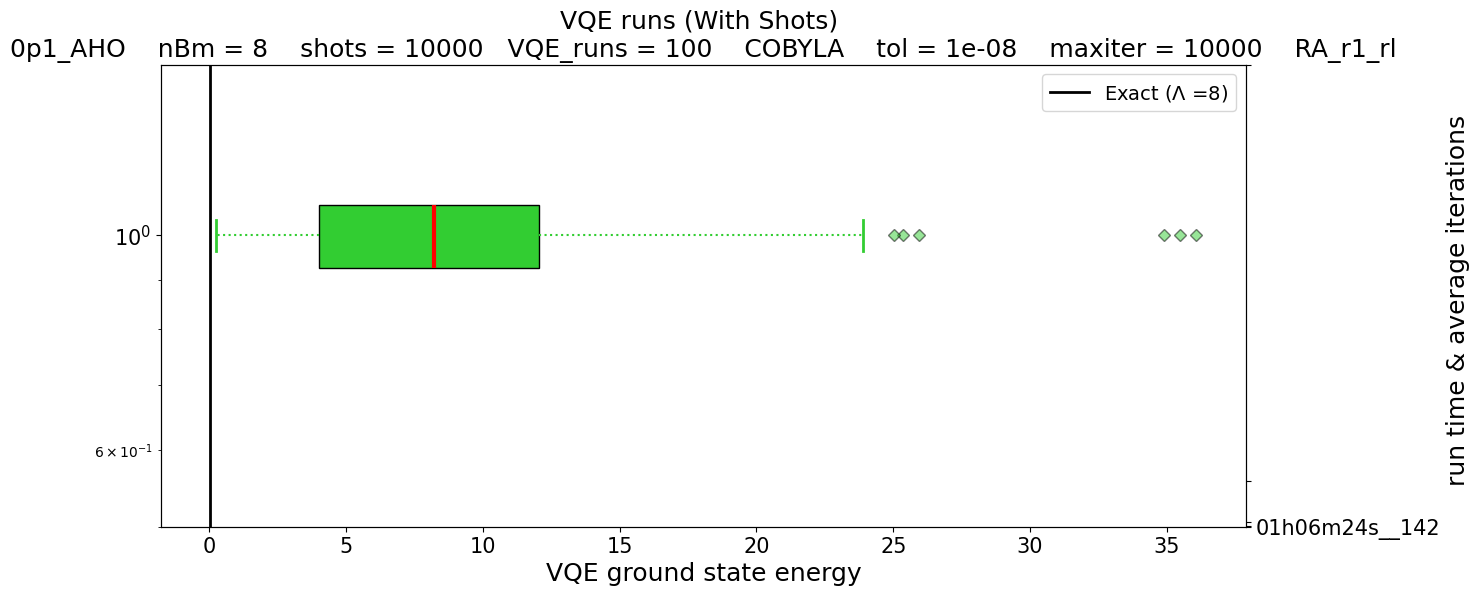 VQE runs (With Shots)
0p1_AHO nBm = 8 shots = 10000 VQE_runs = 100 COBYLA tol = 1e-08 maxiter = 10000 RA_r1_rl
Exact (Λ =8)
10⁰
6 × 10⁻¹
0 5 10 15 20 25 30 35
VQE ground state energy
run time & average iterations
01h06m24s__142